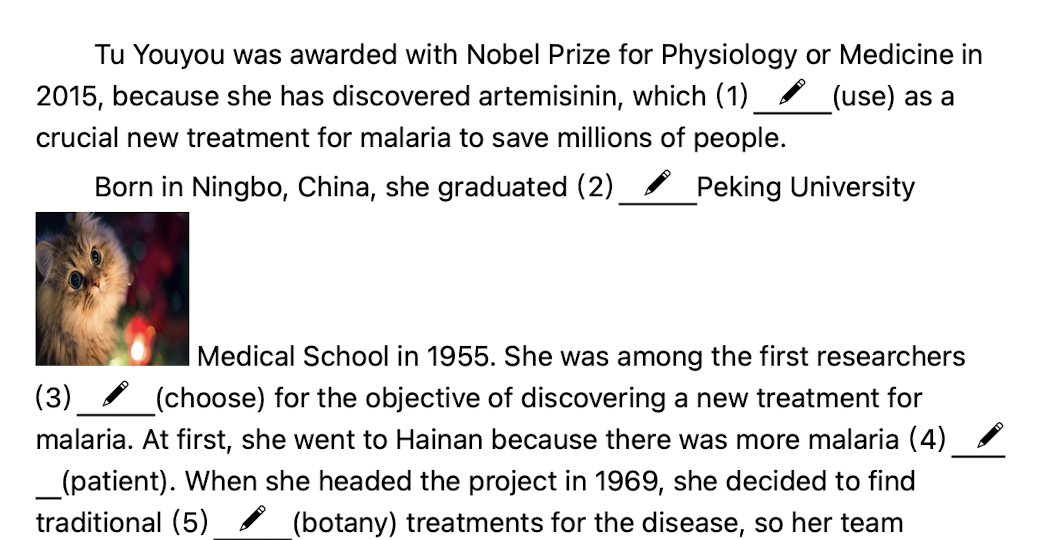 Tu Youyou was awarded with Nobel Prize for Physiology or Medicine in
2015, because she has discovered artemisinin, which (1) ______(use) as a
crucial new treatment for malaria to save millions of people.
Born in Ningbo, China, she graduated (2) ______Peking University
Medical School in 1955. She was among the first researchers
(3) ______(choose) for the objective of discovering a new treatment for
malaria. At first, she went to Hainan because there was more malaria (4) ____
__(patient). When she headed the project in 1969, she decided to find
traditional (5) ______(botany) treatments for the disease, so her team